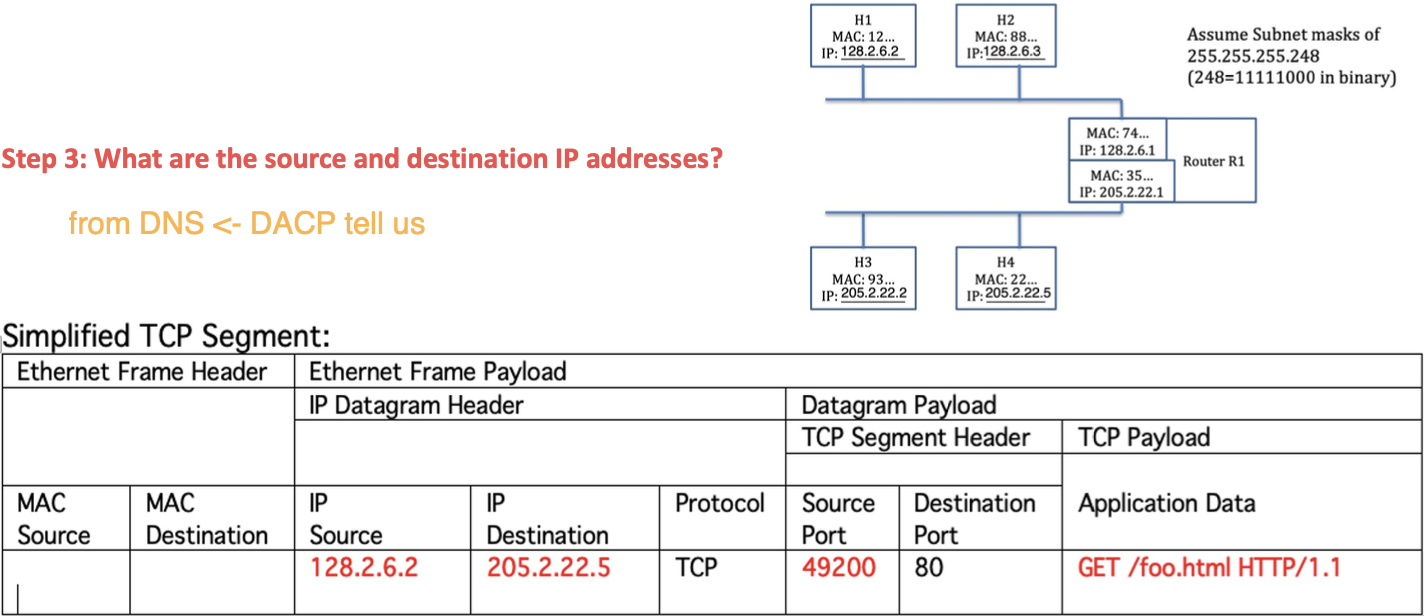 H1
MAC: 12...
IP: 128.2.6.2
H2
MAC: 88...
IP:128.2.6.3
Assume Subnet masks of
255.255.255.248
(248=11111000 in binary)
MAC: 74...
IP: 128.2.6.1
Router R1
MAC: 35...
IP: 205.2.22.1
Step 3: What are the source and destination IP addresses?
from DNS <- DACP tell us
H3
MAC: 93...
IP: 205.2.22.2
H4
MAC: 22...
IP: 205.2.22.5
Simplified TCP Segment:
Ethernet Frame Header Ethernet Frame Payload
IP Datagram Header Datagram Payload
TCP Segment Header TCP Payload
MAC Source MAC Destination IP Source IP Destination Protocol Source Port Destination Port Application Data
128.2.6.2 205.2.22.5 TCP 49200 80 GET /foo.html HTTP/1.1